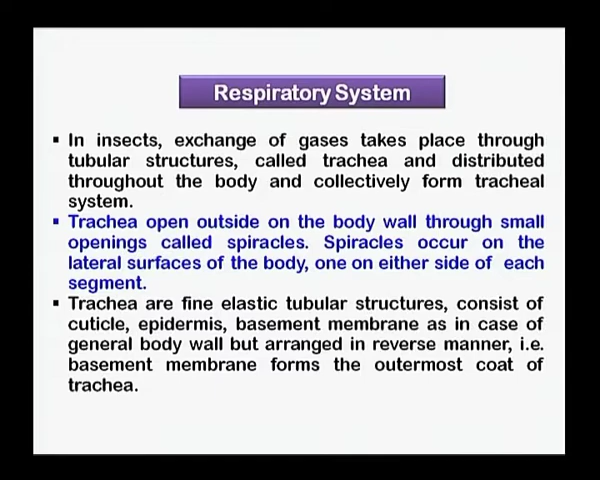 Respiratory System
▪ In insects, exchange of gases takes place through
tubular structures, called trachea and distributed
throughout the body and collectively form tracheal
system.
▪ Trachea open outside on the body wall through small
openings called spiracles. Spiracles occur on the
lateral surfaces of the body, one on either side of each
segment.
▪ Trachea are fine elastic tubular structures, consist of
cuticle, epidermis, basement membrane as in case of
general body wall but arranged in reverse manner, i.e.
basement membrane forms the outermost coat of
trachea.